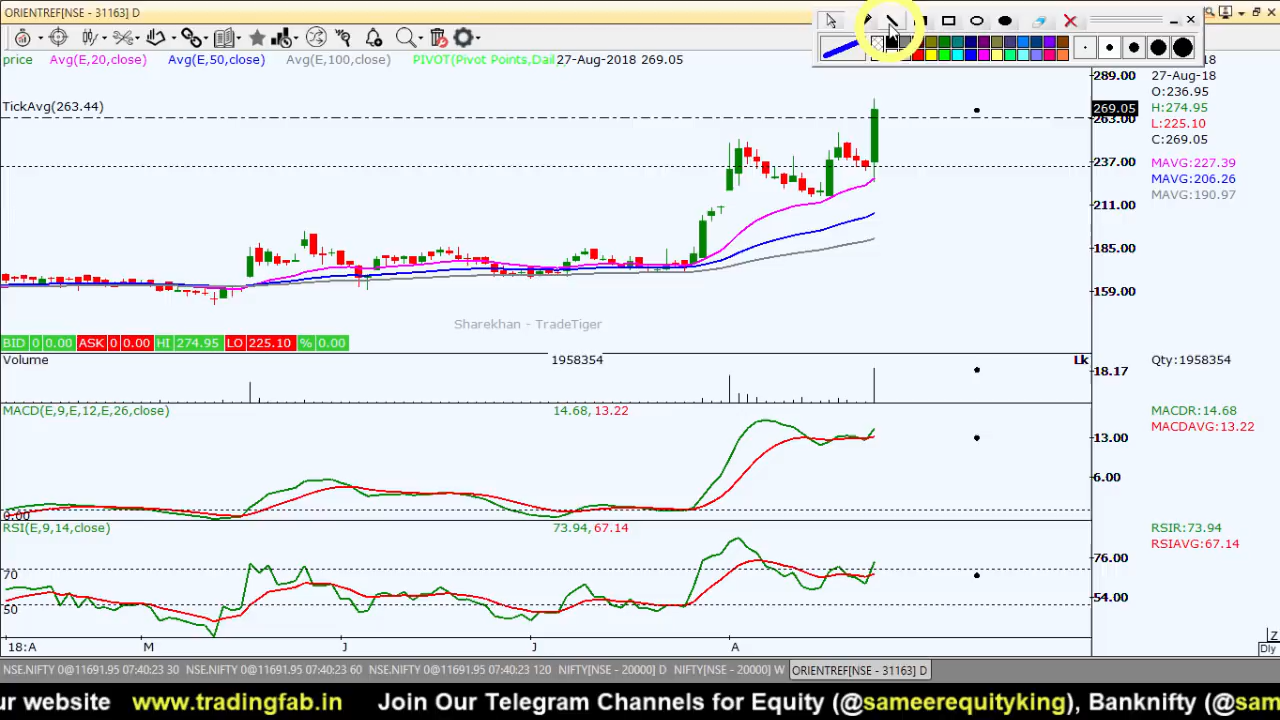 ORIENTREF[NSE - 31163] D
price Avg(E,20,close) Avg(E,50,close) Avg(E,100,close) PIVOT(Pivot Points,Dail 27-Aug-2018 269.05
289.00
27-Aug-18
TickAvg(263.44)
269.05
263.00
O:236.95
H:274.95
L:225.10
C:269.05
237.00
MAVG:227.39
MAVG:206.26
MAVG:190.97
211.00
185.00
159.00
Sharekhan - TradeTiger
BID 0 0.00 ASK 0 0.00 HI 274.95 LO 225.10 % 0.00
Volume 1958354 Lk Qty:1958354
18.17
MACD(E,9,E,12,E,26,close) 14.68, 13.22 MACDR:14.68
MACDAVG:13.22
13.00
6.00
0.00
RSI(E,9,14,close) 73.94, 67.14 RSIR:73.94
RSIAVG:67.14
76.00
70
54.00
50
18:A M J J A
Z
Dly
NSE.NIFTY 0@11691.95 07:40:23 30 NSE.NIFTY 0@11691.95 07:40:23 60 NSE.NIFTY 0@11691.95 07:40:23 120 NIFTY[NSE - 20000] D NIFTY[NSE - 20000] W ORIENTREF[NSE - 31163] D
ur website www.tradingfab.in Join Our Telegram Channels for Equity (@sameerequityking), Banknifty (@sam